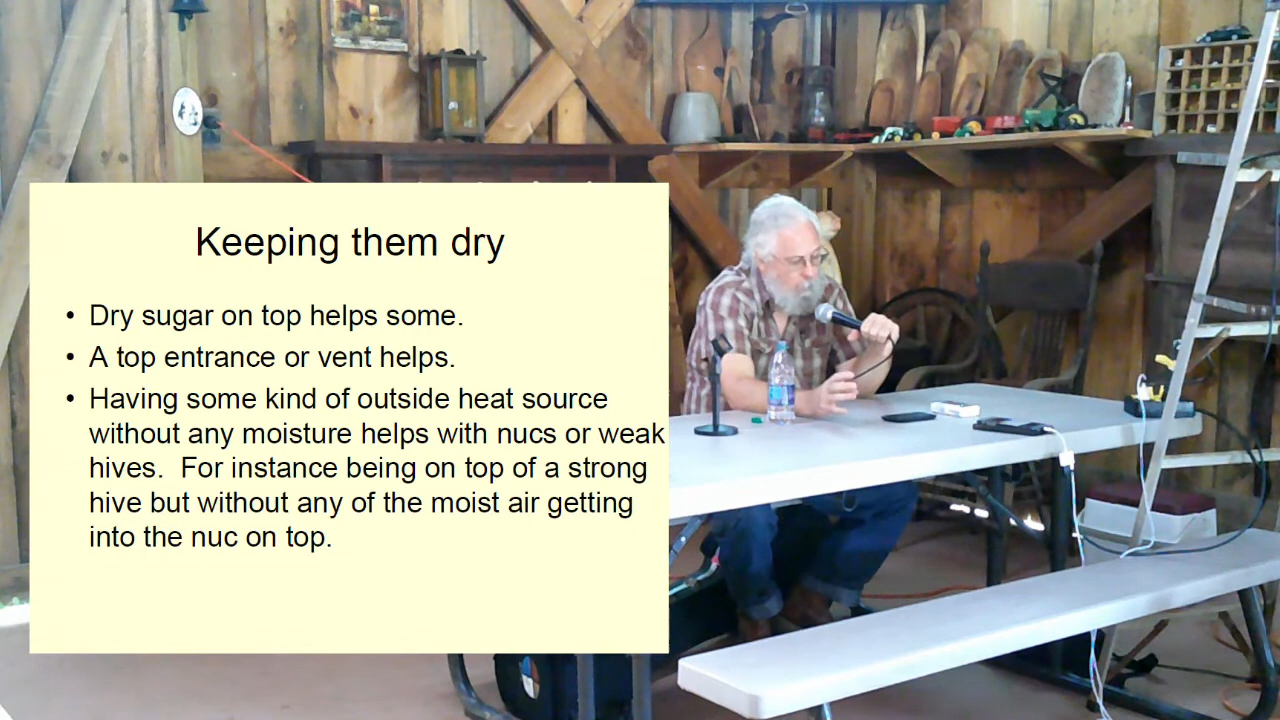 Keeping them dry
• Dry sugar on top helps some.
• A top entrance or vent helps.
• Having some kind of outside heat source
without any moisture helps with nucs or weak
hives.  For instance being on top of a strong
hive but without any of the moist air getting
into the nuc on top.